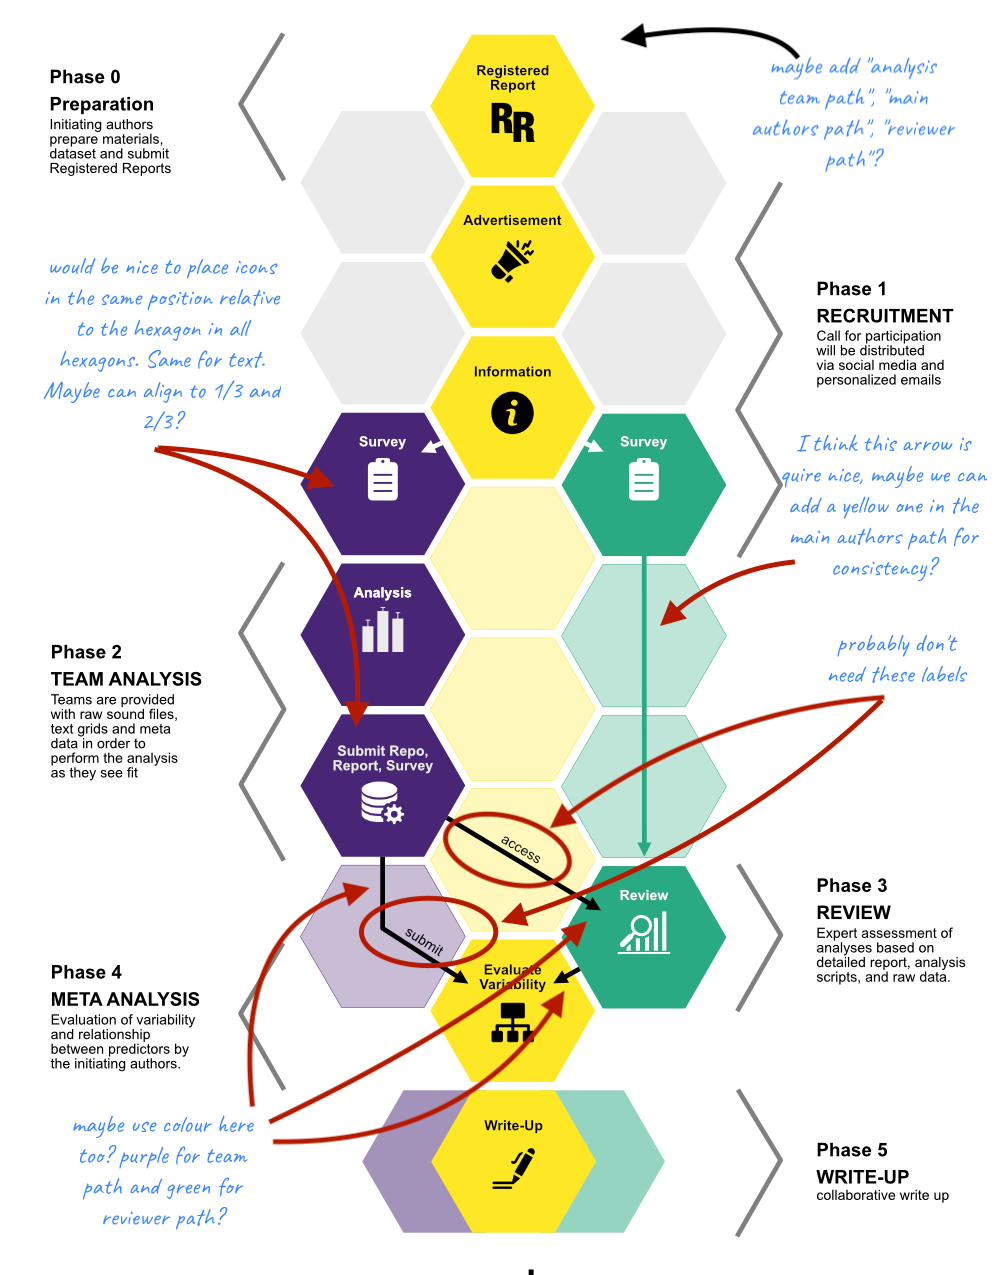 Phase 0
Preparation
Initiating authors
prepare materials,
dataset and submit
Registered Reports
Registered
Report
RR
maybe add "analysis
team path", "main
authors path", "reviewer
path"?
Advertisement
would be nice to place icons
in the same position relative
to the hexagon in all
hexagons. Same for text.
Maybe can align to 1/3 and
2/3?
Phase 1
RECRUITMENT
Call for participation
will be distributed
via social media and
personalized emails
Information
i
Survey
Survey
I think this arrow is
quire nice, maybe we can
add a yellow one in the
main authors path for
consistency?
Analysis
Phase 2
TEAM ANALYSIS
Teams are provided
with raw sound files,
text grids and meta
data in order to
perform the analysis
as they see fit
probably don't
need these labels
Submit Repo,
Report, Survey
access
Review
Phase 3
REVIEW
Expert assessment of
analyses based on
detailed report, analysis
scripts, and raw data.
submit
Phase 4
META ANALYSIS
Evaluation of variability
and relationship
between predictors by
the initiating authors.
Evaluate
Variability
maybe use colour here
too? purple for team
path and green for
reviewer path?
Write-Up
Phase 5
WRITE-UP
collaborative write up